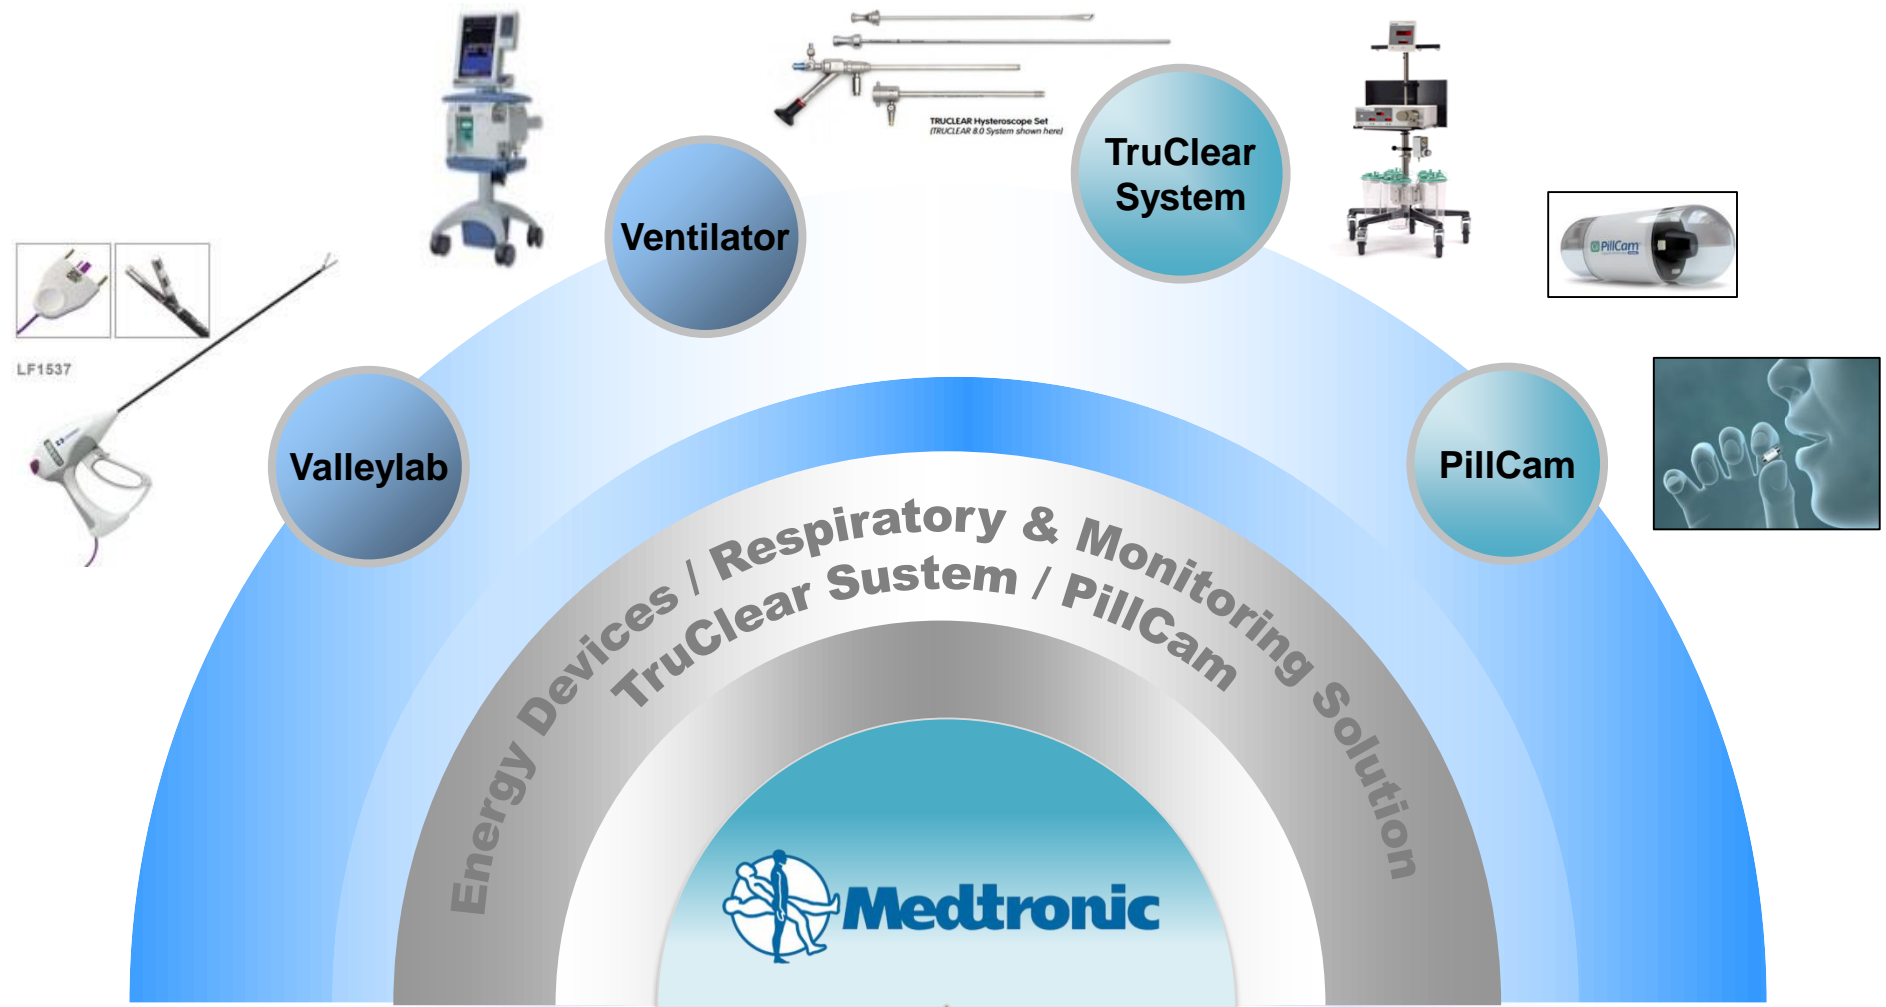 TRUCLEAR Hysteroscope Set
(TRUCLEAR 8.0 System shown here)
TruClear
System
Ventilator
PillCam
LF1537
Valleylab
PillCam
Energy Devices / Respiratory & Monitoring Solution
TruClear Sustem / PillCam
Medtronic